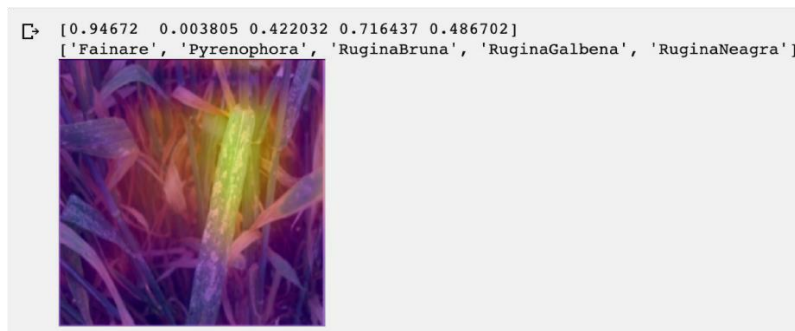 [0.94672 0.003805 0.422032 0.716437 0.486702]
['Fainare', 'Pyrenophora', 'RuginaBruna', 'RuginaGalbena', 'RuginaNeagra']